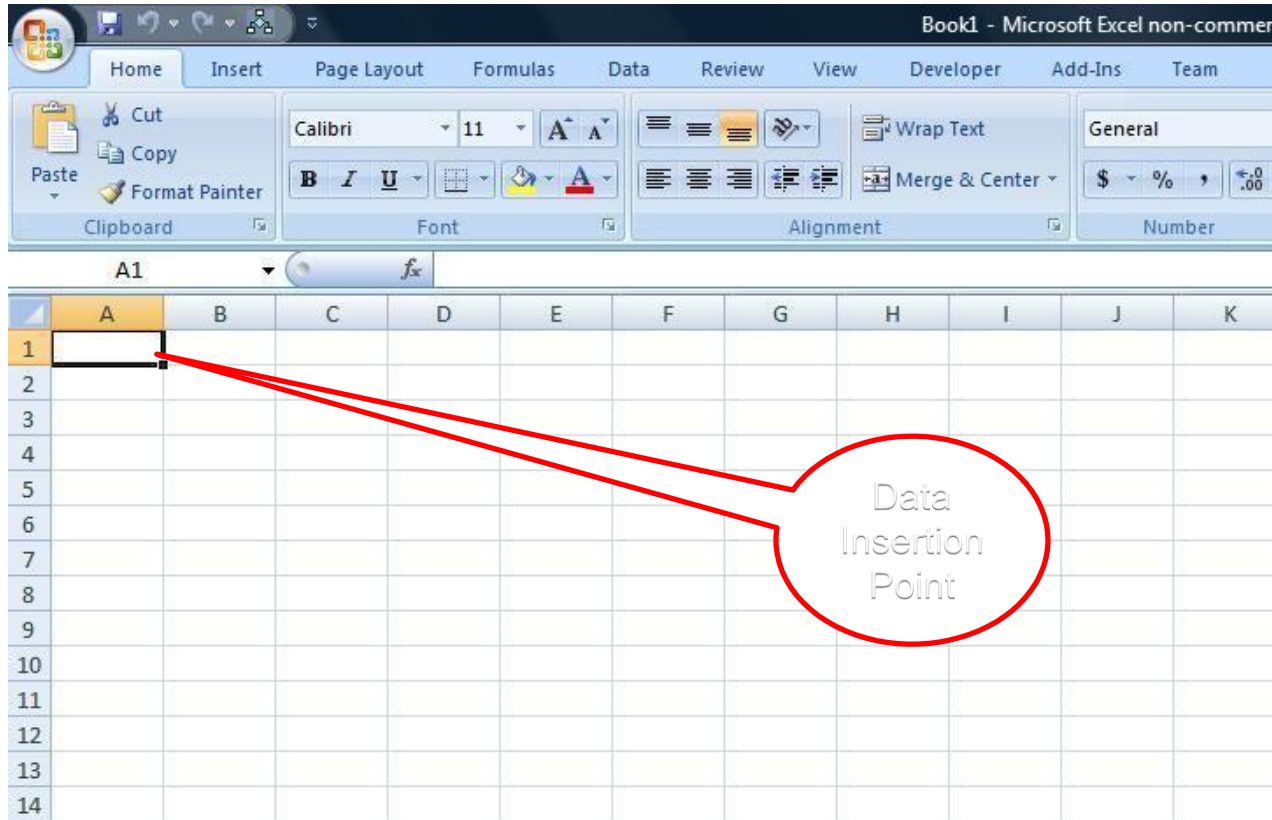 Book1 - Microsoft Excel non-commer
Home Insert Page Layout Formulas Data Review View Developer Add-Ins Team
Cut
Calibri 11 A A Wrap Text General
Copy
Paste
Format Painter B I U A Merge & Center $ % , .00
Clipboard Font Alignment Number
A1 fx
A B C D E F G H I J K
1
2
3
4
5
6
7
8
9
10
11
12
13
14
Data
Insertion
Point